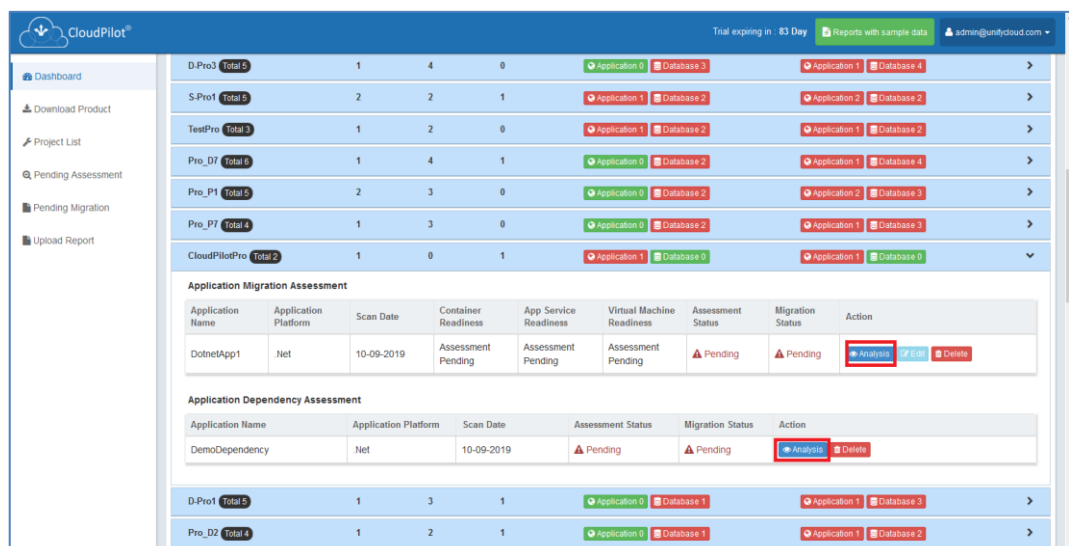 CloudPilot®
Trial expiring in : 83 Day Reports with sample data admin@unifycloud.com
Dashboard
Download Product
Project List
Pending Assessment
Pending Migration
Upload Report
D-Pro3 Total 5 1 4 0 Application 0 Database 3 Application 1 Database 4
S-Pro1 Total 5 2 2 1 Application 1 Database 2 Application 2 Database 2
TestPro Total 3 1 2 0 Application 1 Database 2 Application 1 Database 2
Pro_D7 Total 6 1 4 1 Application 0 Database 2 Application 1 Database 4
Pro_P1 Total 5 2 3 0 Application 0 Database 2 Application 2 Database 3
Pro_P7 Total 4 1 3 0 Application 0 Database 2 Application 1 Database 3
CloudPilotPro Total 2 1 0 1 Application 1 Database 0 Application 1 Database 0
Application Migration Assessment
Application Name Application Platform Scan Date Container Readiness App Service Readiness Virtual Machine Readiness Assessment Status Migration Status Action
DotnetApp1 .Net 10-09-2019 Assessment Pending Assessment Pending Assessment Pending Pending Pending Analysis Edit Delete
Application Dependency Assessment
Application Name Application Platform Scan Date Assessment Status Migration Status Action
DemoDependency .Net 10-09-2019 Pending Pending Analysis Delete
D-Pro1 Total 5 1 3 1 Application 0 Database 1 Application 1 Database 3
Pro_D2 Total 4 1 2 1 Application 0 Database 1 Application 1 Database 2